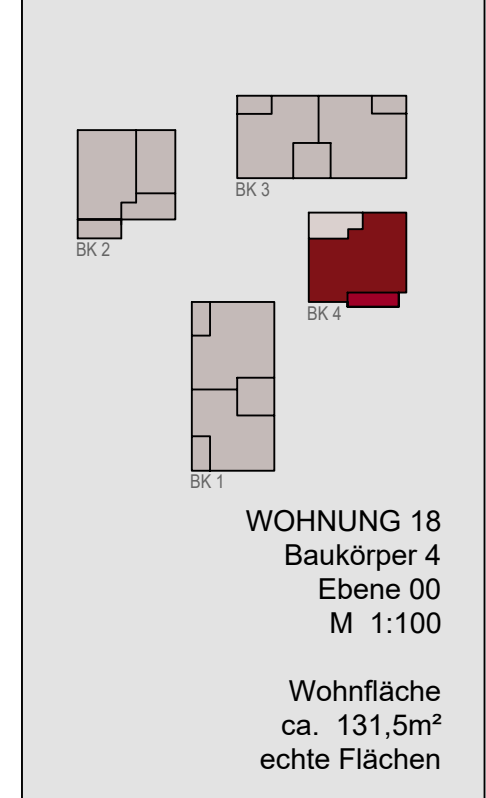 BK 3
BK 2
BK 4
BK 1
WOHNUNG 18
Baukörper 4
Ebene 00
M  1:100
Wohnfläche
ca.  131,5m²
echte Flächen